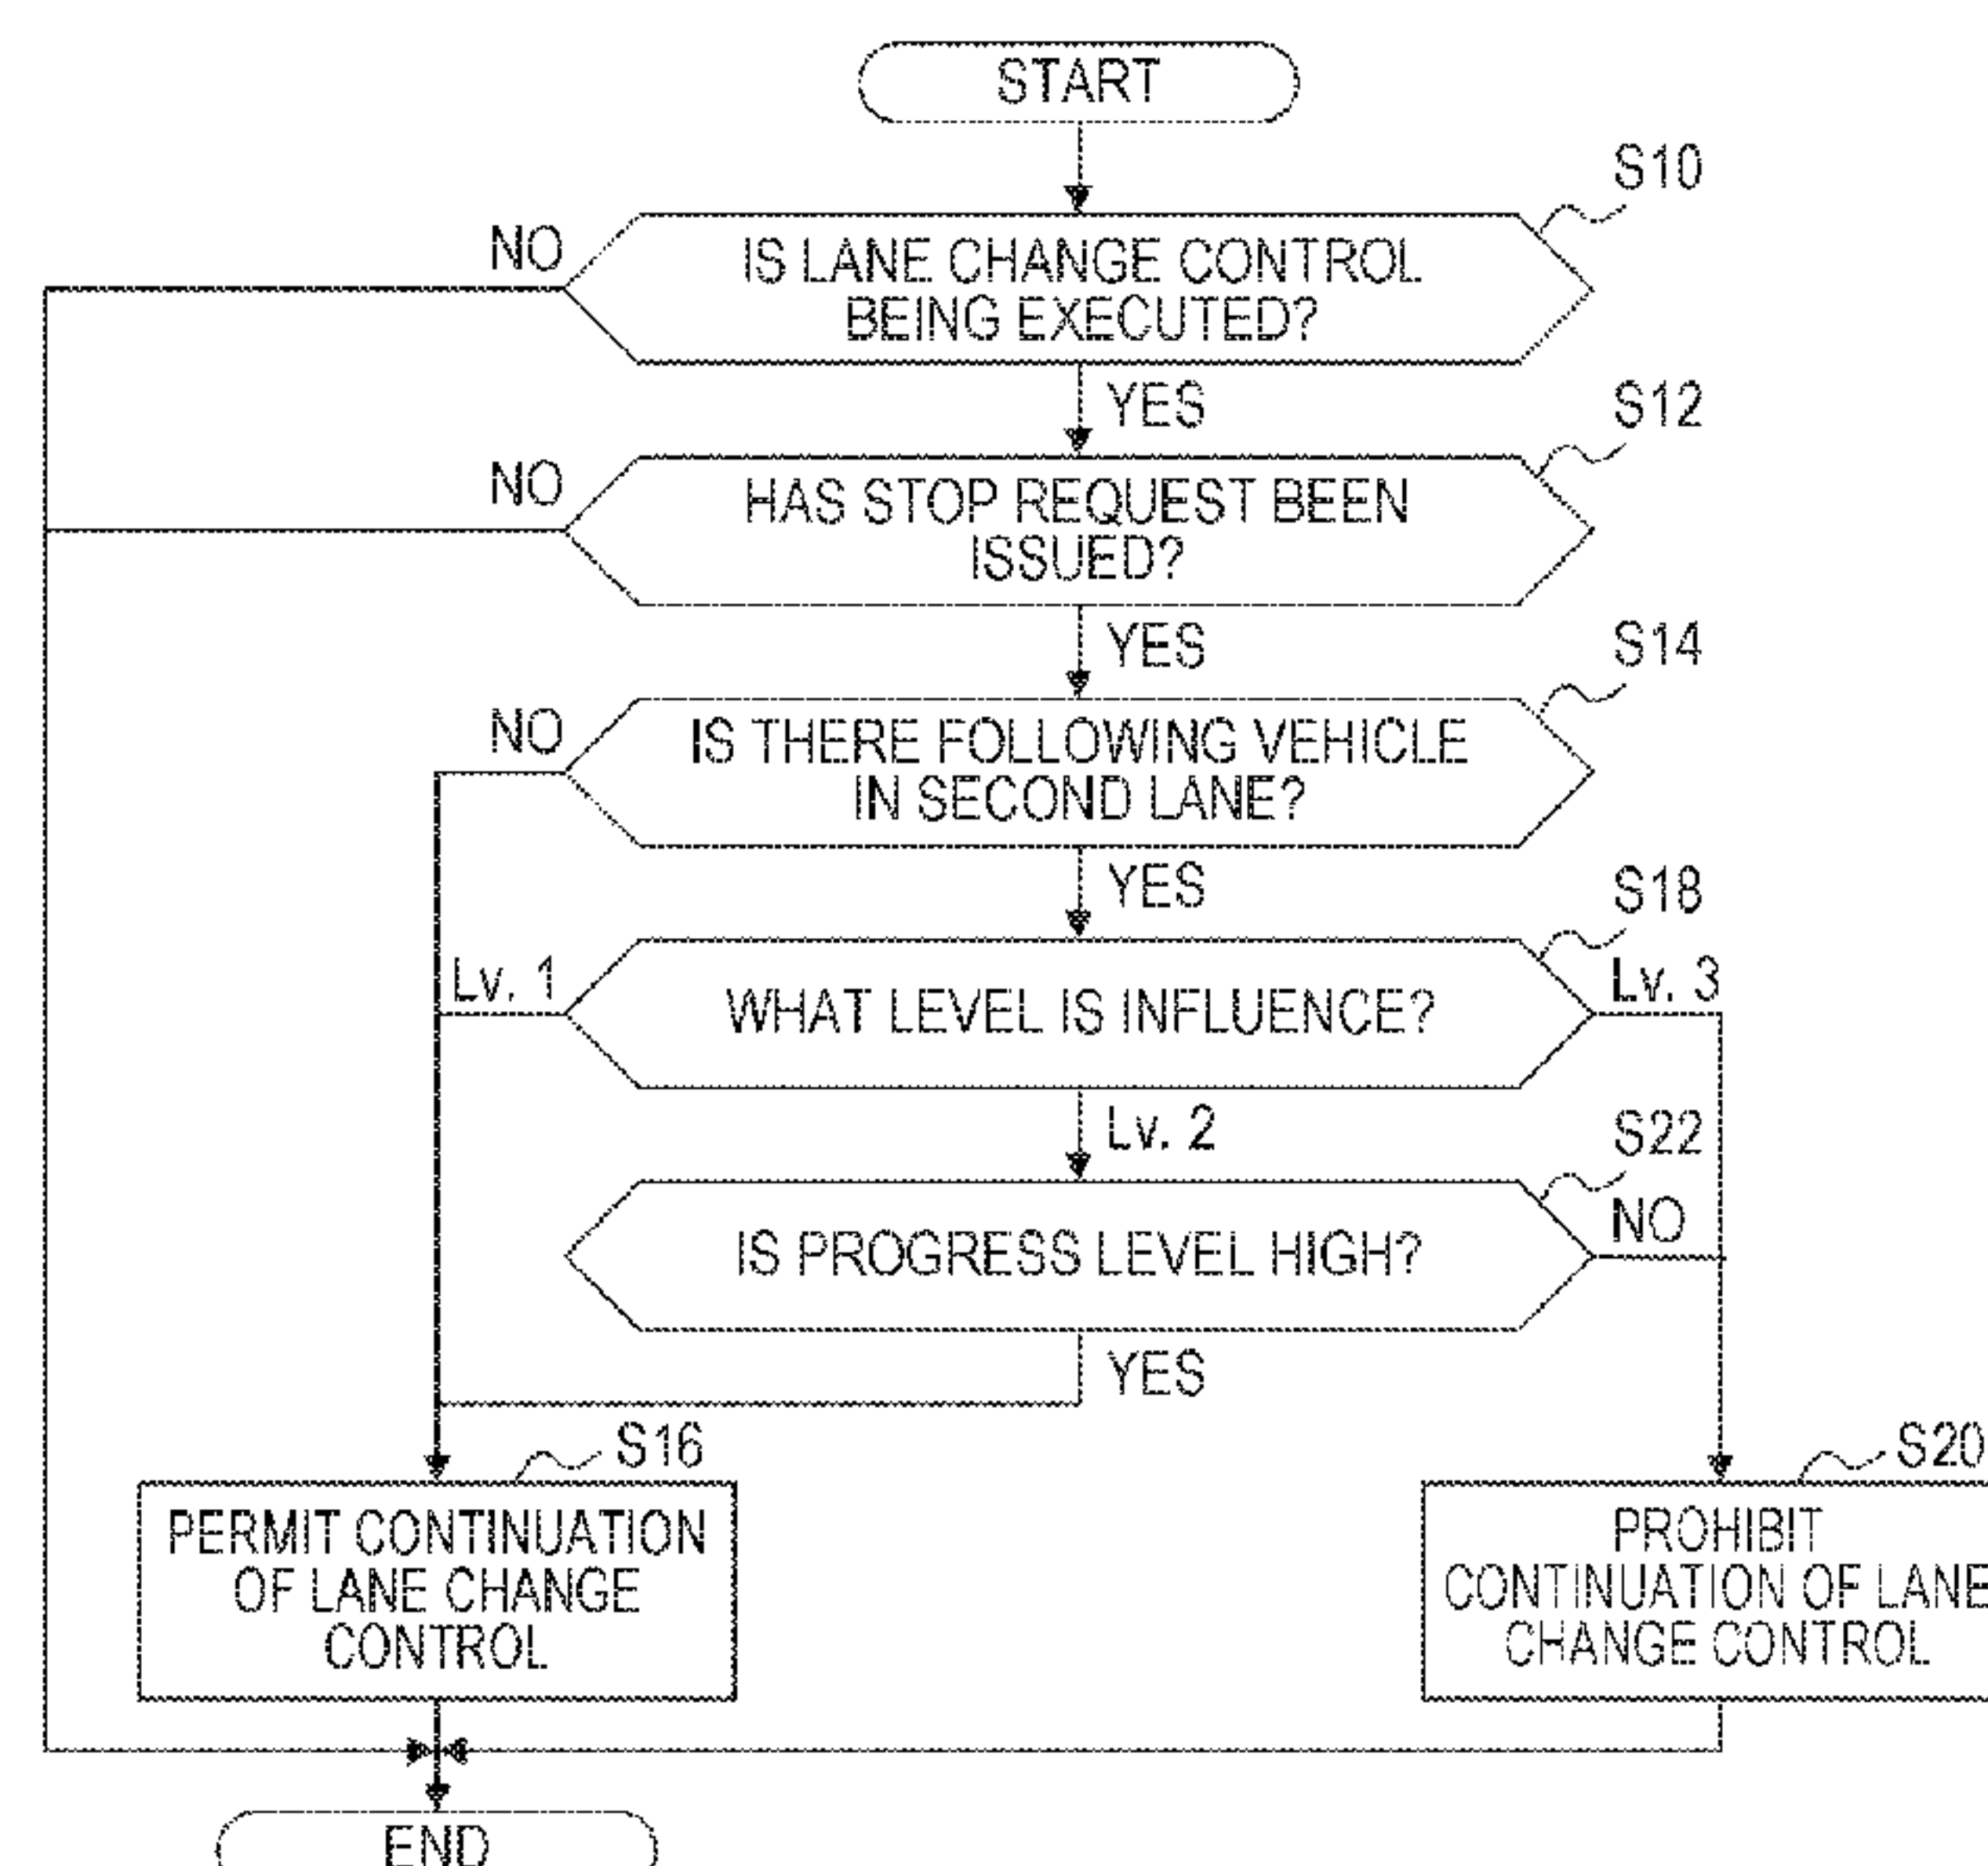 START
S10
NO
IS LANE CHANGE CONTROL
BEING EXECUTED?
YES
S12
NO
HAS STOP REQUEST BEEN
ISSUED?
YES
S14
NO
IS THERE FOLLOWING VEHICLE
IN SECOND LANE?
YES
S18
Lv. 1
Lv. 3
WHAT LEVEL IS INFLUENCE?
Lv. 2
S22
NO
IS PROGRESS LEVEL HIGH?
YES
S16
PERMIT CONTINUATION
OF LANE CHANGE
CONTROL
S20
PROHIBIT
CONTINUATION OF LANE
CHANGE CONTROL
END